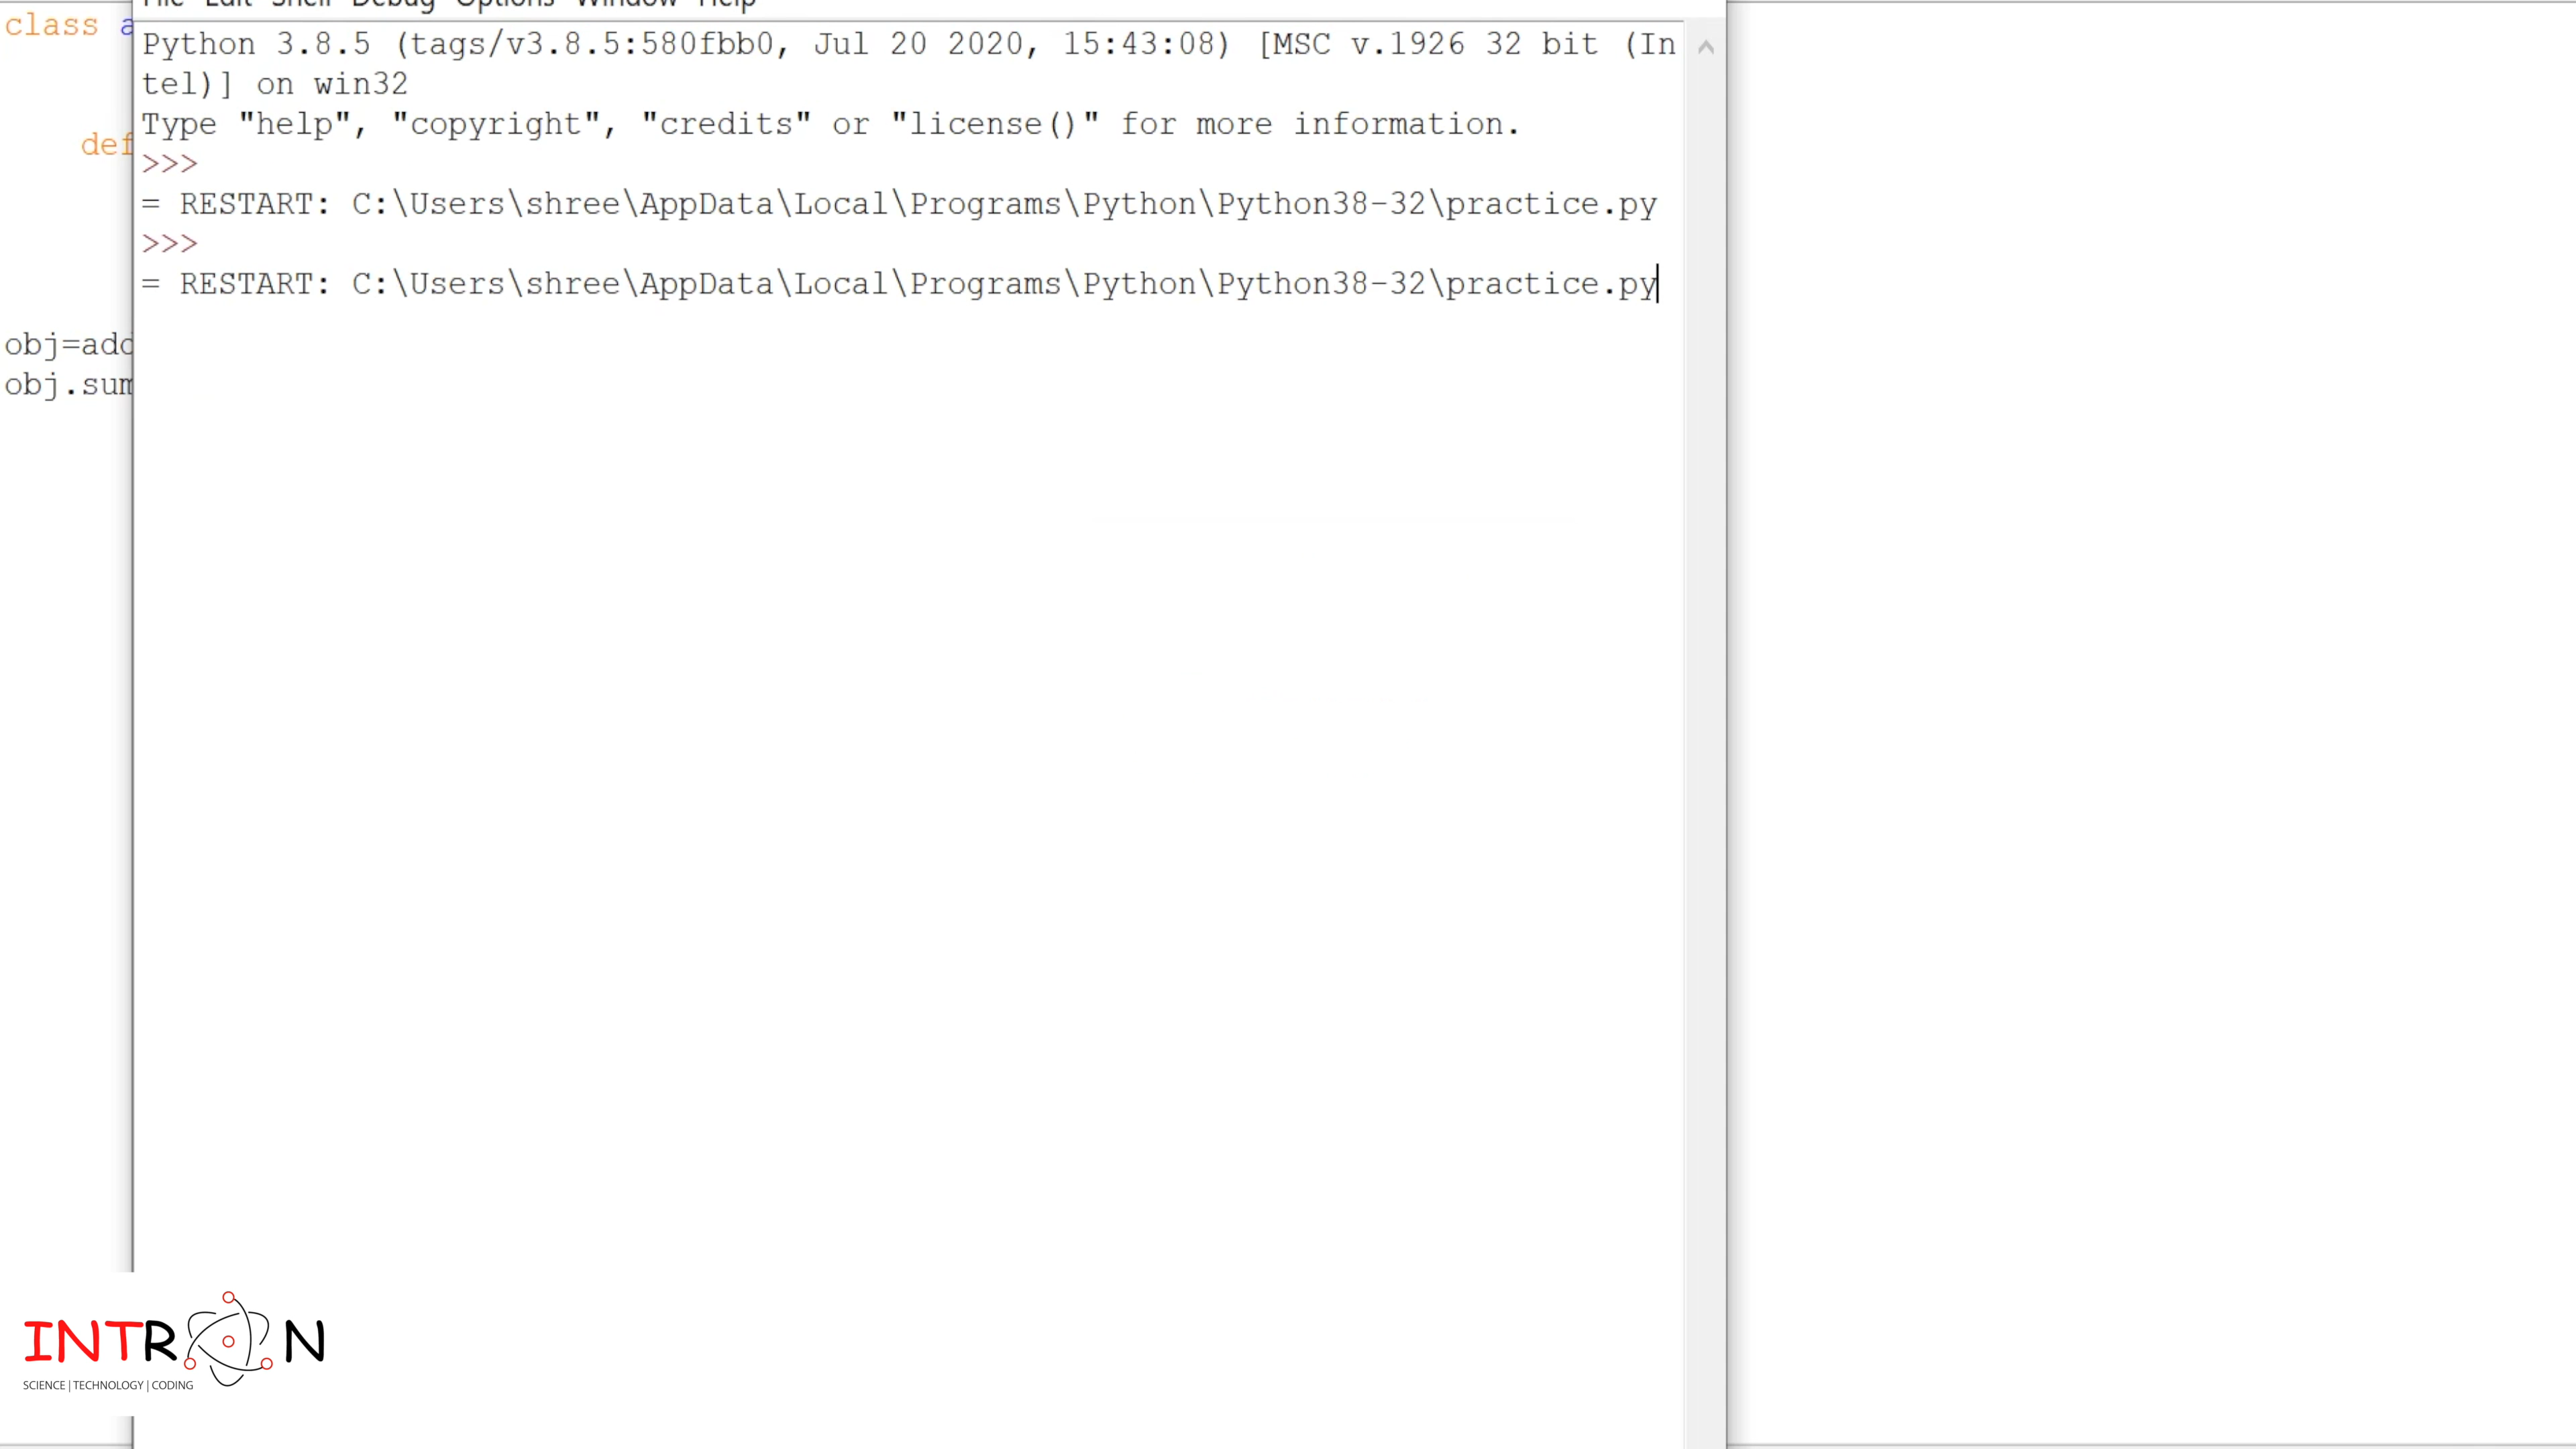 File Edit Shell Debug Options Window Help
class
def
obj=add
obj.sum
Python 3.8.5 (tags/v3.8.5:580fbb0, Jul 20 2020, 15:43:08) [MSC v.1926 32 bit (In
tel)] on win32
Type "help", "copyright", "credits" or "license()" for more information.
>>>
= RESTART: C:\Users\shree\AppData\Local\Programs\Python\Python38-32\practice.py
>>>
= RESTART: C:\Users\shree\AppData\Local\Programs\Python\Python38-32\practice.py
INTRON
SCIENCE | TECHNOLOGY | CODING